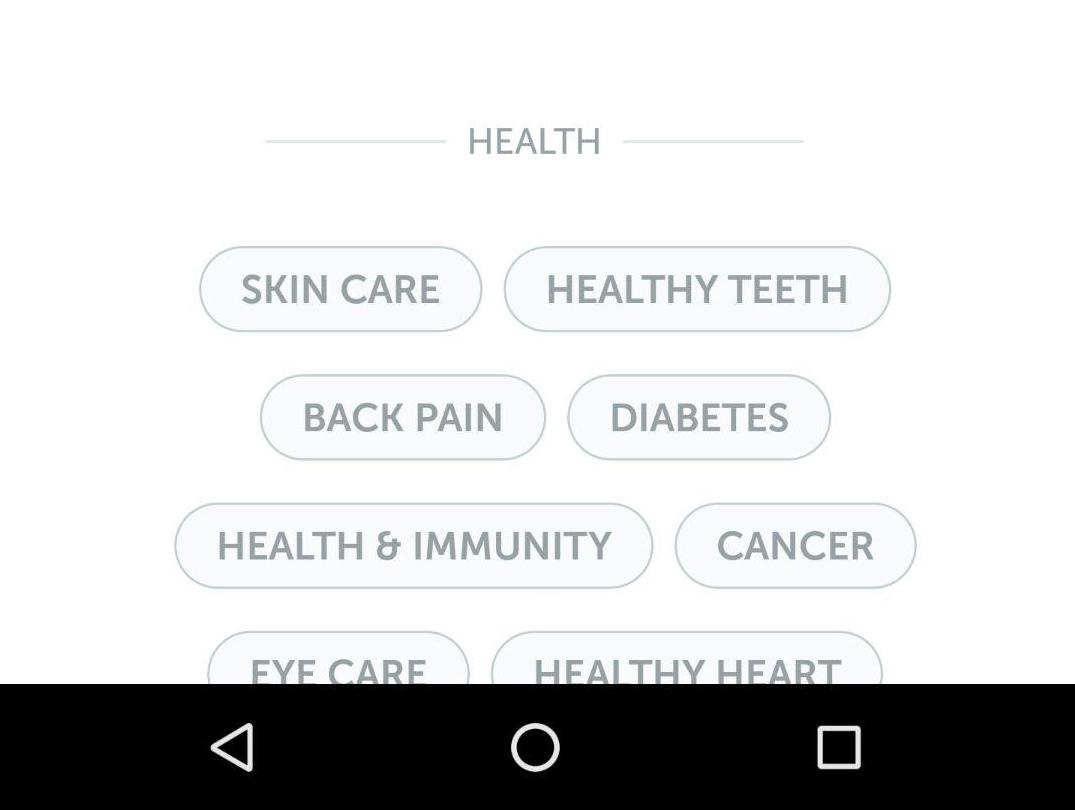 HEALTH
SKIN CARE HEALTHY TEETH
BACK PAIN DIABETES
HEALTH & IMMUNITY CANCER
EYE CARE HEALTHY HEART